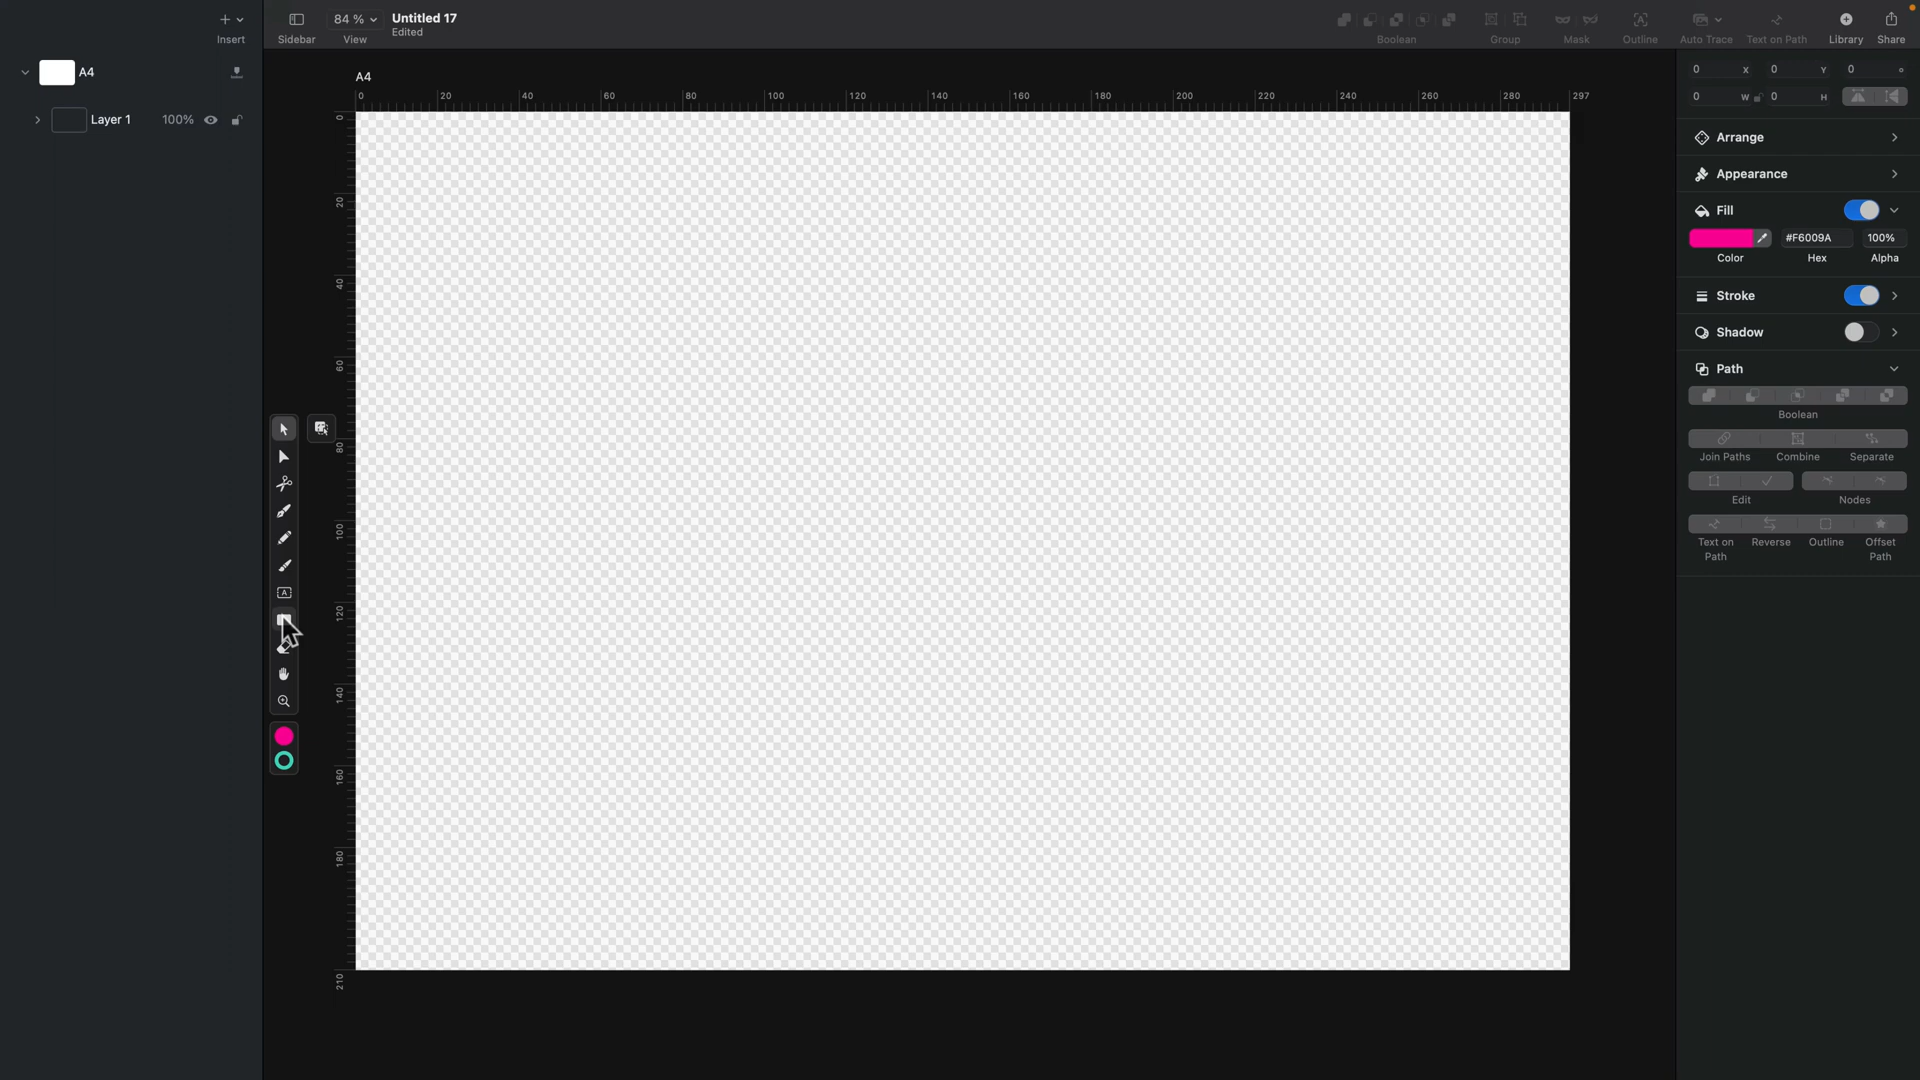 Insert
Sidebar
84 %
View
Untitled 17
Edited
Boolean
Group
Mask
Outline
Auto Trace
Text on Path
Library
Share
A4
Layer 1
100%
A4
0
20
40
60
80
100
120
140
160
180
200
220
240
260
280
297
0
20
40
60
80
100
120
140
160
180
210
A
A
0 X
0 Y
0 °
0 W
0 H
Arrange
Appearance
Fill
#F6009A
100%
Color
Hex
Alpha
Stroke
Shadow
Path
Boolean
Join Paths
Combine
Separate
Edit
Nodes
Text on
Path
Reverse
Outline
Offset
Path